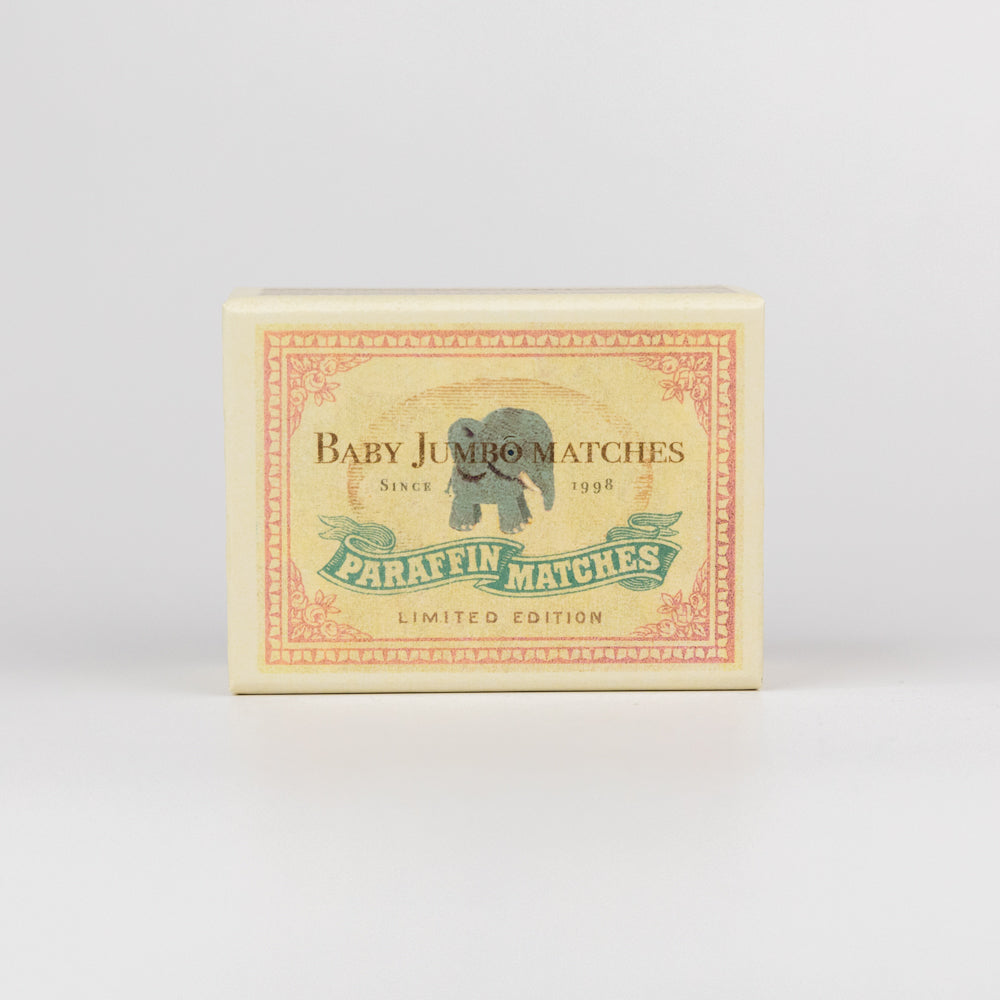 BABY JUMBO MATCHES
SINCE 1998
PARAFFIN MATCHES
LIMITED EDITION